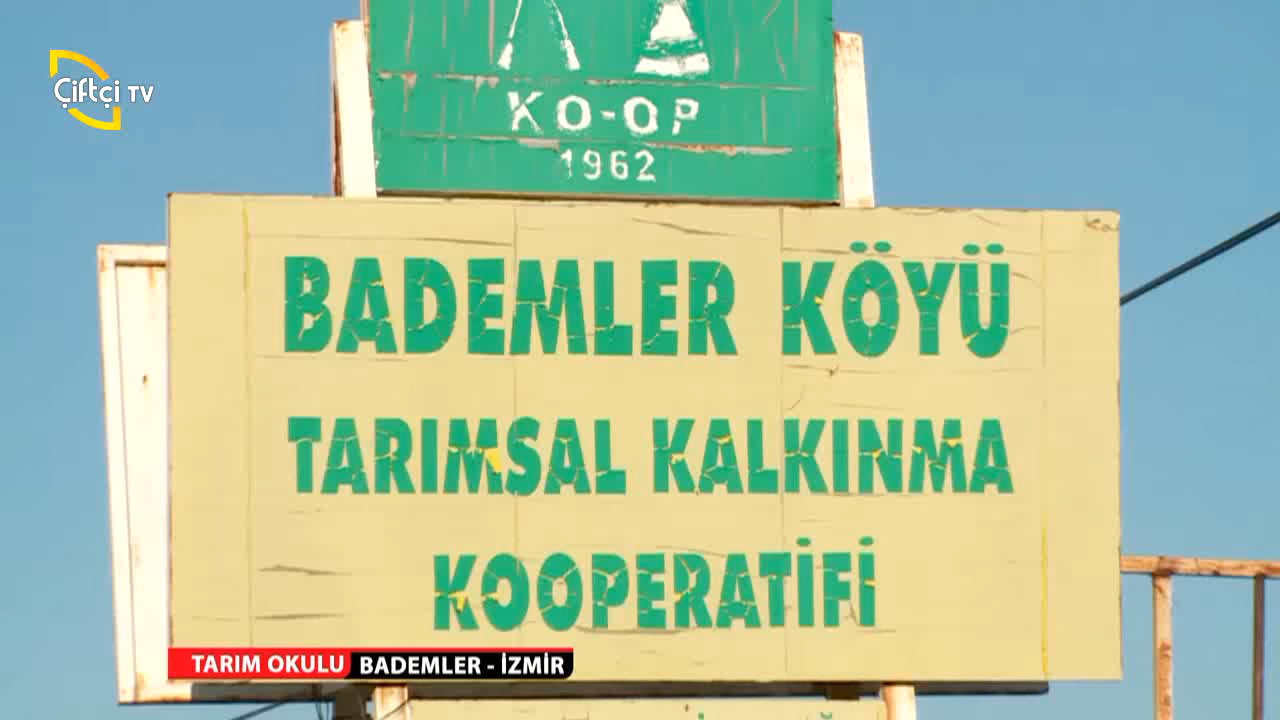 Çiftçi TV
KO-OP
1962
BADEMLER KÖYÜ
TARIMSAL KALKINMA
KOOPERATİFİ
TARIM OKULU BADEMLER - İZMİR